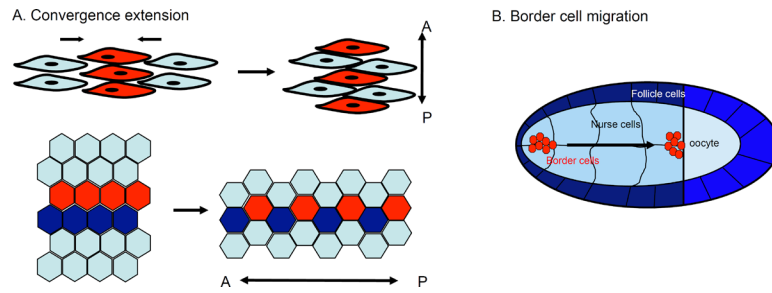 A. Convergence extension
A
P
A
P
B. Border cell migration
Follicle cells
Nurse cells
oocyte
Border cells